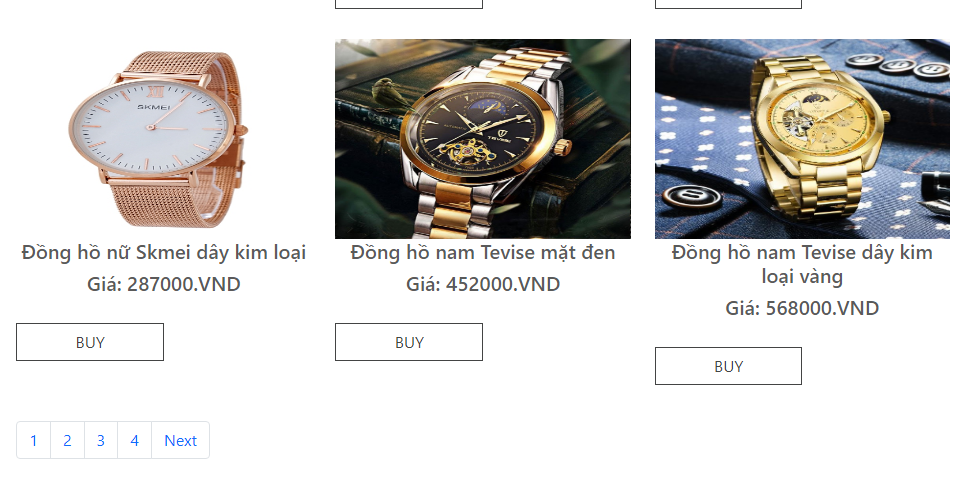 SKMEI
TEVISE
Đồng hồ nữ Skmei dây kim loại
Giá: 287000.VND
BUY
Đồng hồ nam Tevise mặt đen
Giá: 452000.VND
BUY
Đồng hồ nam Tevise dây kim
loại vàng
Giá: 568000.VND
BUY
1 2 3 4 Next